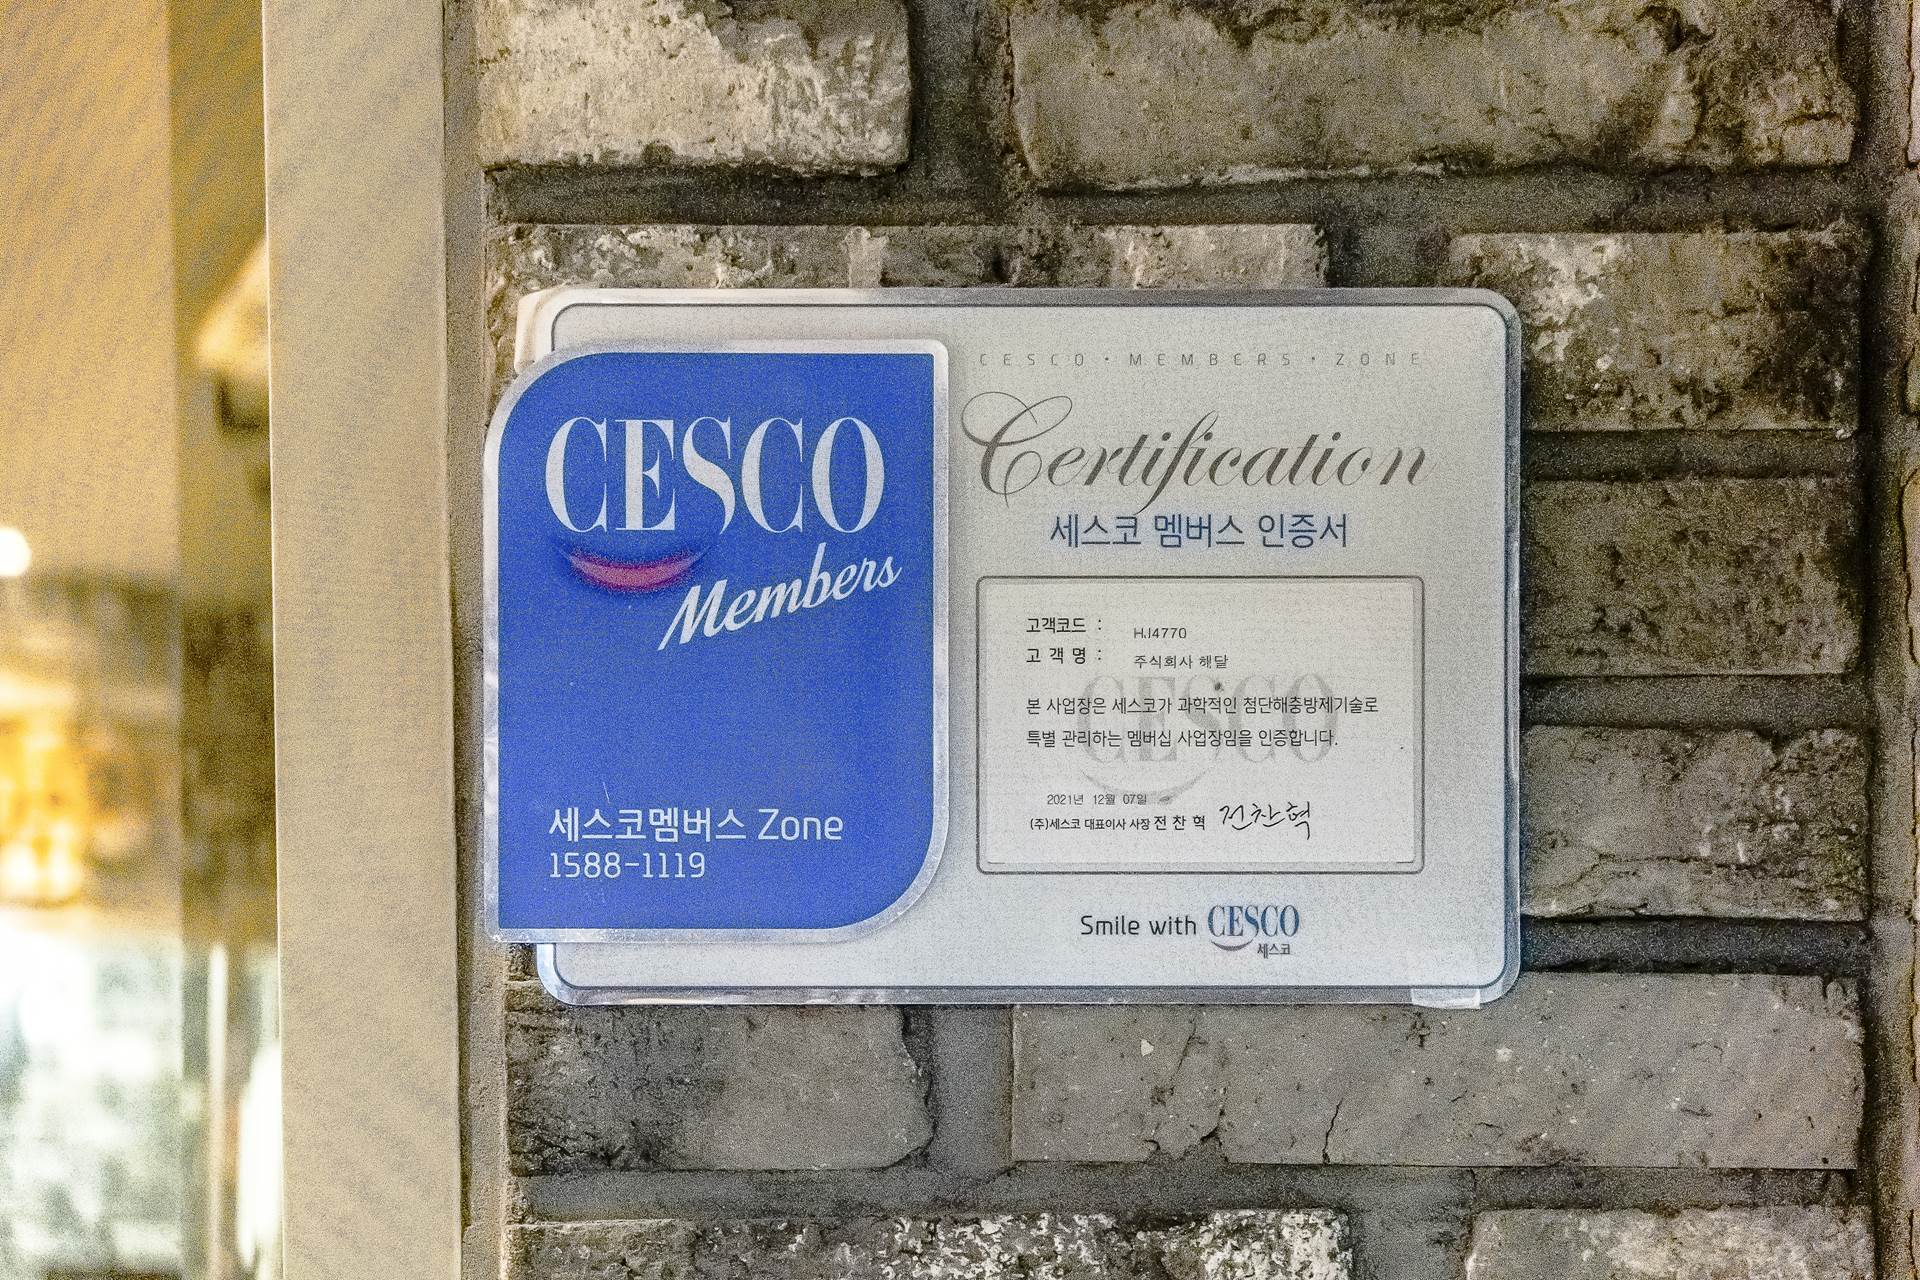 CESCO
Members
세스코멤버스 Zone
1588-1119
CESCO · MEMBERS · ZONE
Certification
세스코 멤버스 인증서
고객코드 : HJ4770
고 객 명 : 주식회사 해달
본 사업장은 세스코가 과학적인 첨단해충방제기술로
특별 관리하는 멤버십 사업장임을 인증합니다.
CESCO
2021년 12월 07일
(주)세스코 대표이사 사장 전 찬 혁 전찬혁
Smile with CESCO
세스코